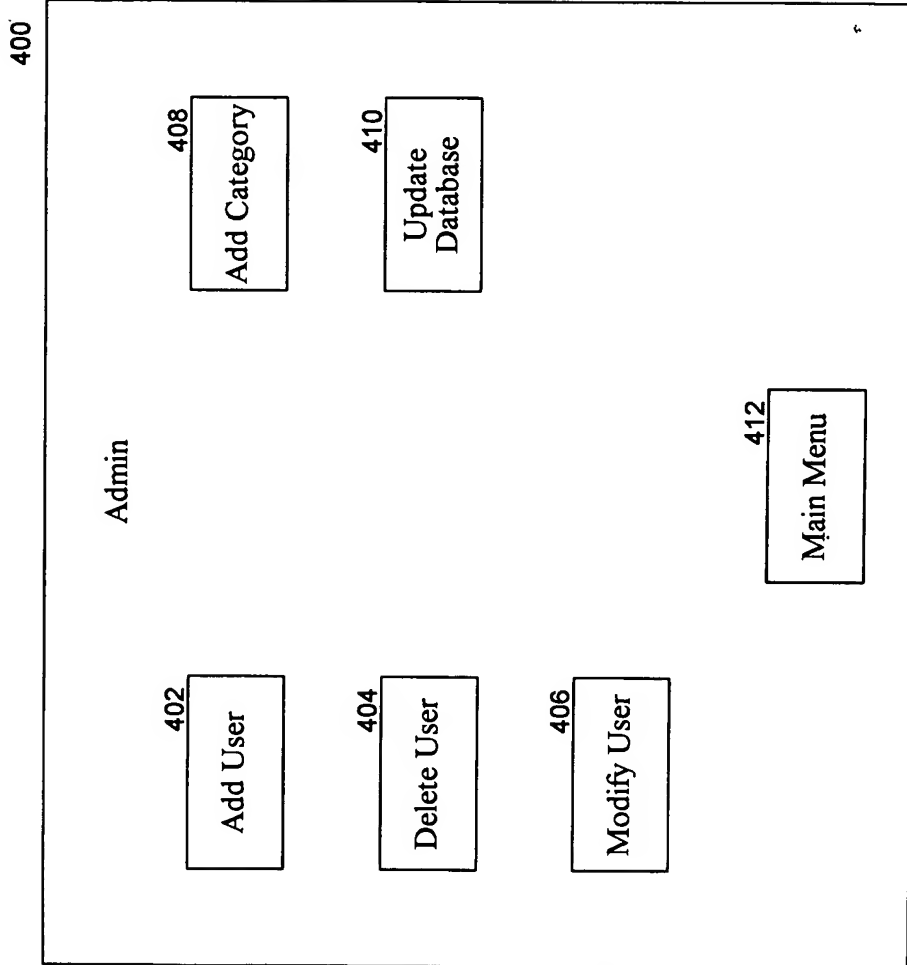 400
Admin
402
Add User
408
Add Category
404
Delete User
410
Update
Database
406
Modify User
412
Main Menu